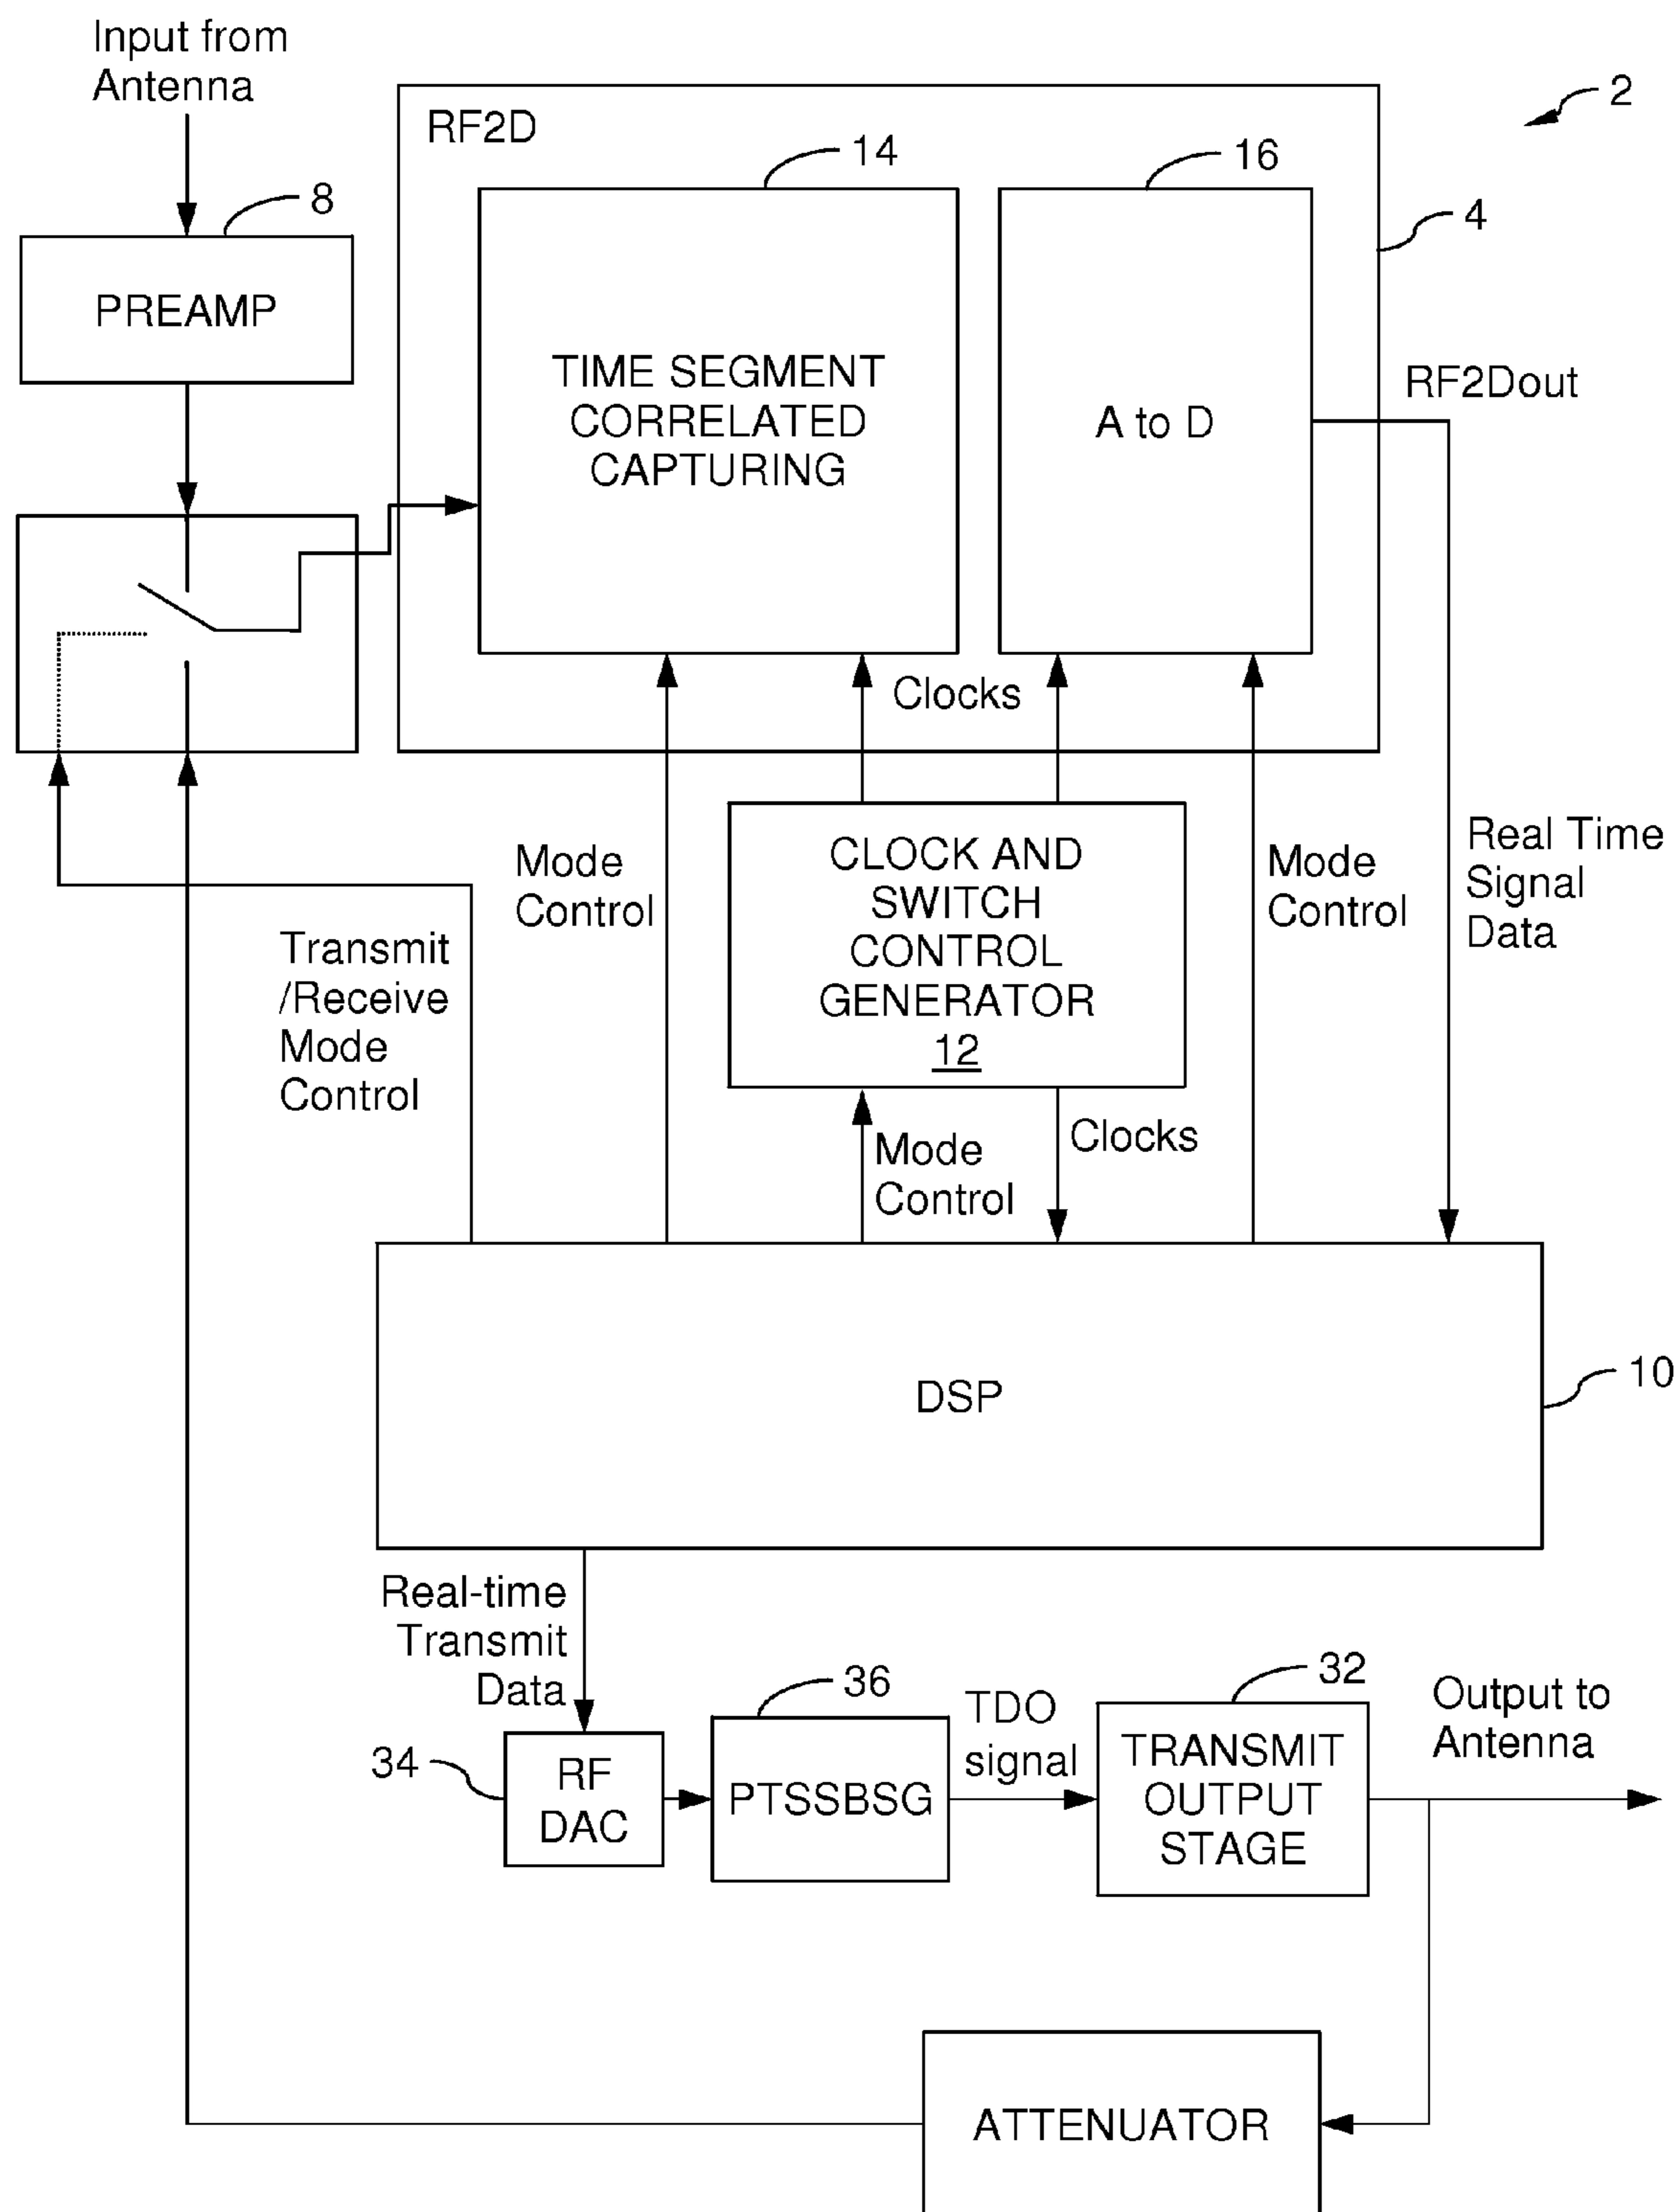 Input from
Antenna
2
RF2D
14
16
8
4
PREAMP
TIME SEGMENT
CORRELATED
CAPTURING
A to D
RF2Dout
Clocks
Mode
Control
CLOCK AND
SWITCH
CONTROL
GENERATOR
12
Mode
Control
Real Time
Signal
Data
Transmit
/Receive
Mode
Control
Mode
Control
Clocks
DSP
10
Real-time
Transmit
Data
36
TDO
signal
32
Output to
Antenna
34
RF
DAC
PTSSBSG
TRANSMIT
OUTPUT
STAGE
ATTENUATOR